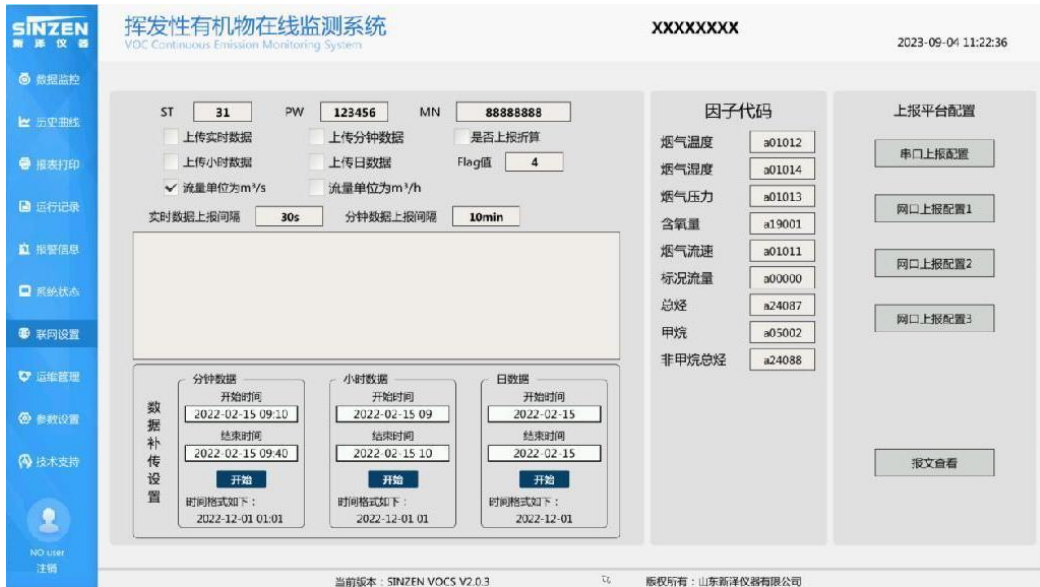 SINZEN
新泽仪器
挥发性有机物在线监测系统
VOC Continuous Emission Monitoring System
XXXXXXXX
2023-09-04 11:22:36
数据监控
历史曲线
报表打印
运行记录
报警信息
系统状态
联网设置
运维管理
参数设置
技术支持
NO user
注销
ST 31 PW 123456 MN 88888888
上传实时数据 上传分钟数据 是否上报折算
上传小时数据 上传日数据 Flag值 4
流量单位为m³/s 流量单位为m³/h
实时数据上报间隔 30s 分钟数据上报间隔 10min
数据补传设置
分钟数据
开始时间
2022-02-15 09:10
结束时间
2022-02-15 09:40
开始
时间格式如下：
2022-12-01 01:01
小时数据
开始时间
2022-02-15 09
结束时间
2022-02-15 10
开始
时间格式如下：
2022-12-01 01
日数据
开始时间
2022-02-15
结束时间
2022-02-15
开始
时间格式如下：
2022-12-01
因子代码
烟气温度 a01012
烟气湿度 a01014
烟气压力 a01013
含氧量 a19001
烟气流速 a01011
标况流量 a00000
总烃 a24087
甲烷 a05002
非甲烷总烃 a24088
上报平台配置
串口上报配置
网口上报配置1
网口上报配置2
网口上报配置3
报文查看
当前版本：SINZEN VOCS V2.0.3
版权所有：山东新泽仪器有限公司